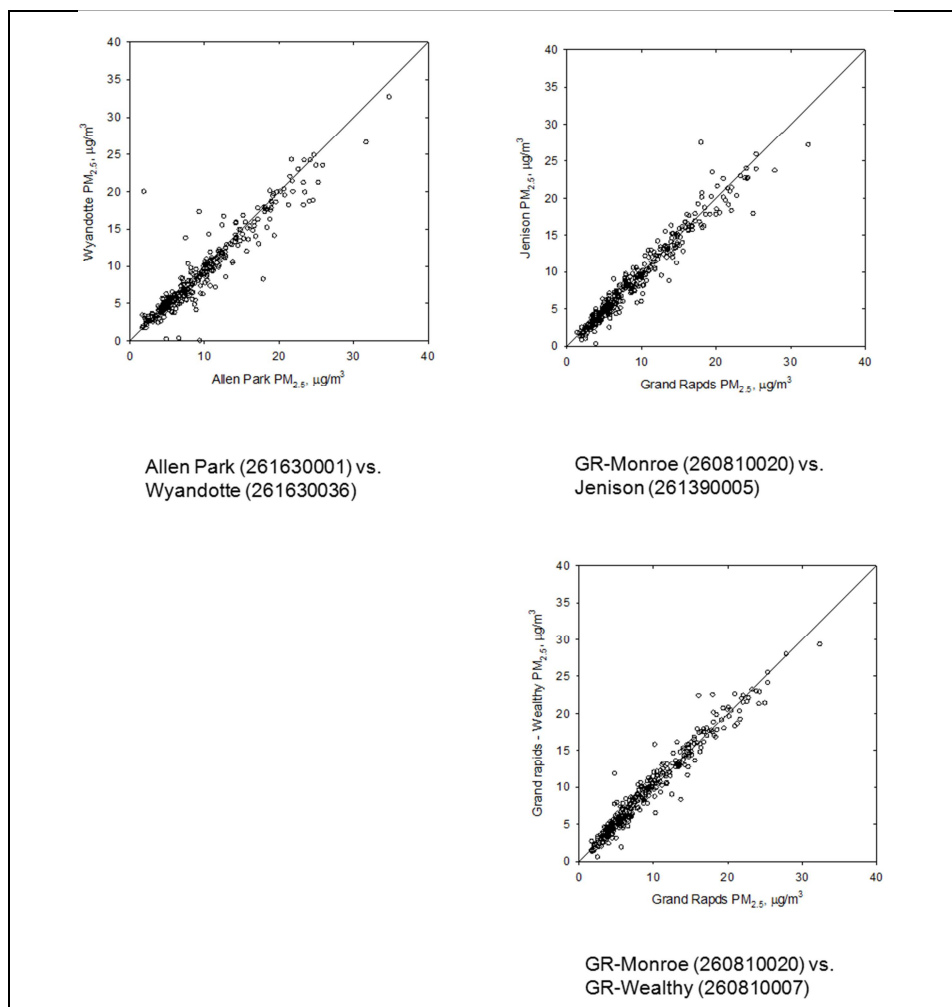 40
35
30
25
20
15
10
5
0
Wyandotte PM2.5, μg/m3
0 10 20 30 40
Allen Park PM2.5, μg/m3
Allen Park (261630001) vs.
Wyandotte (261630036)
40
35
30
25
20
15
10
5
0
Jenison PM2.5, μg/m3
0 10 20 30 40
Grand Rapds PM2.5, μg/m3
GR-Monroe (260810020) vs.
Jenison (261390005)
40
35
30
25
20
15
10
5
0
Grand rapids - Wealthy PM2.5, μg/m3
0 10 20 30 40
Grand Rapds PM2.5, μg/m3
GR-Monroe (260810020) vs.
GR-Wealthy (260810007)